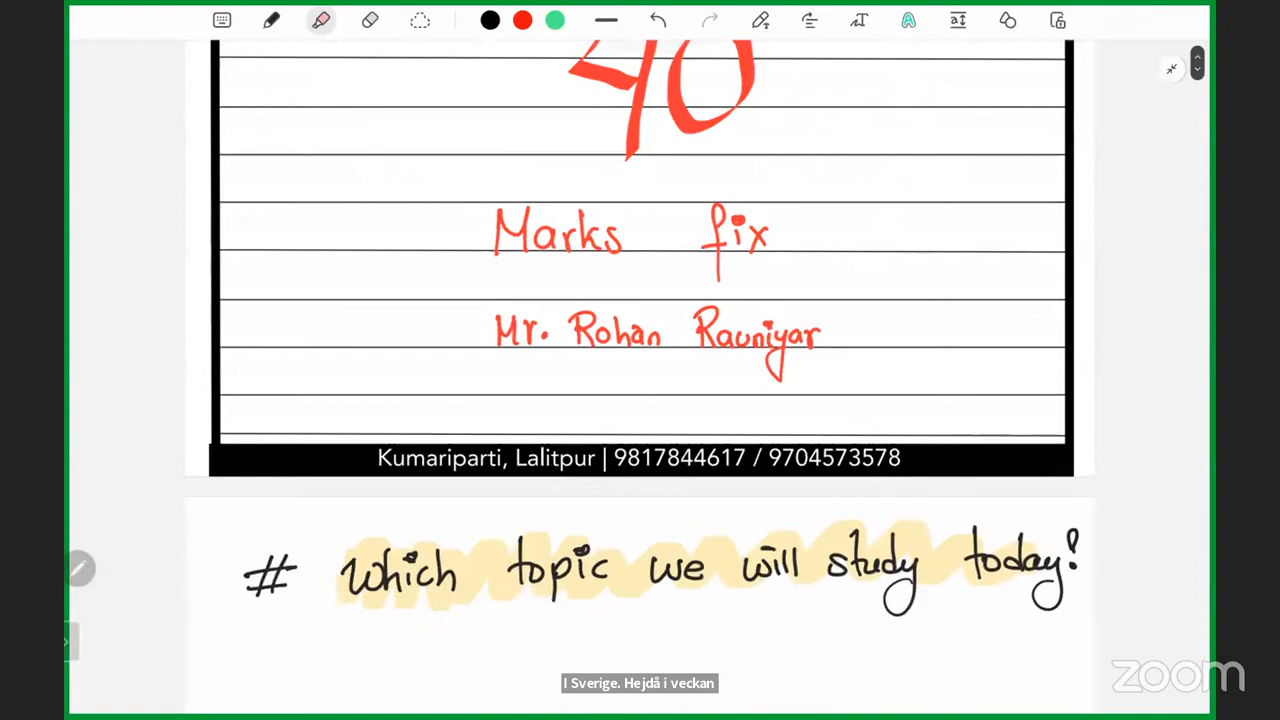 40
Marks fix
Mr. Rohan Rauniyar
Kumariparti, Lalitpur | 9817844617 / 9704573578
# Which topic we will study today?
I Sverige. Hejdå i veckan
zoom